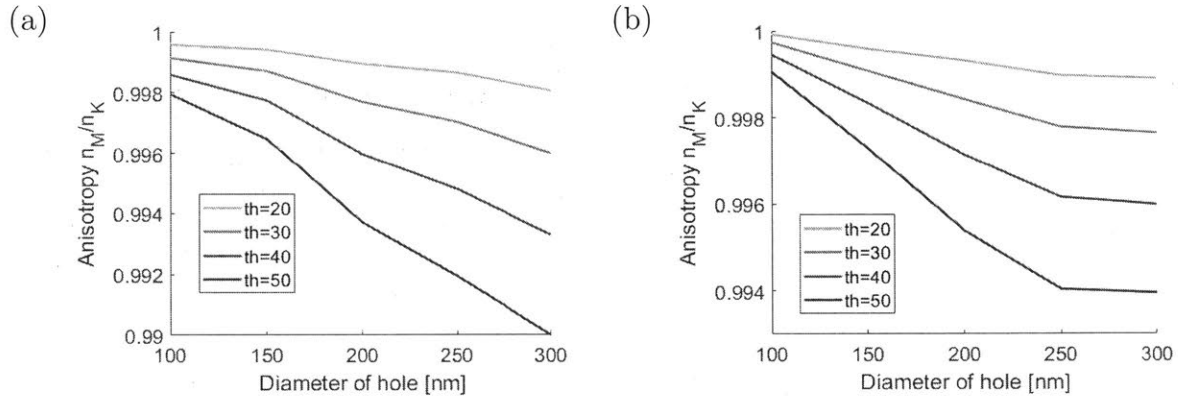 (a)
Anisotropy n_M/n_K
1
0.998
0.996
0.994
0.992
0.99
th=20
th=30
th=40
th=50
100 150 200 250 300
Diameter of hole [nm]
(b)
Anisotropy n_M/n_K
1
0.998
0.996
0.994
th=20
th=30
th=40
th=50
100 150 200 250 300
Diameter of hole [nm]